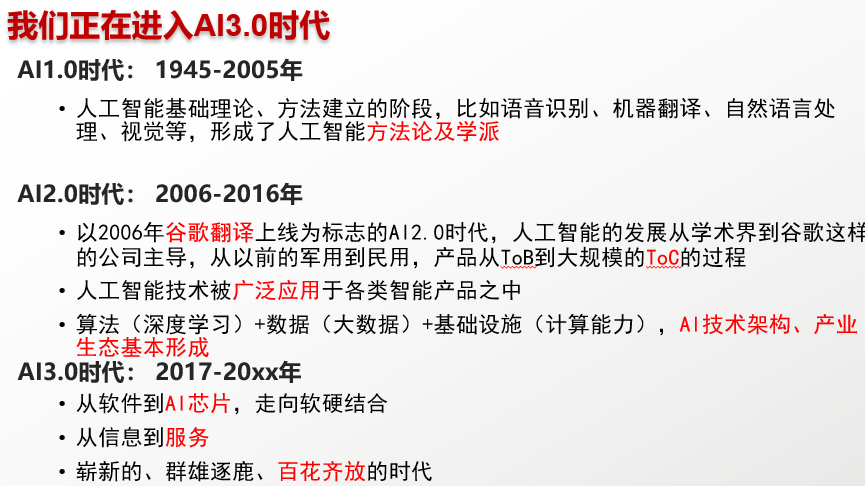 我们正在进入AI3.0时代
AI1.0时代： 1945-2005年
• 人工智能基础理论、方法建立的阶段，比如语音识别、机器翻译、自然语言处
理、视觉等，形成了人工智能方法论及学派
AI2.0时代： 2006-2016年
• 以2006年谷歌翻译上线为标志的AI2.0时代，人工智能的发展从学术界到谷歌这样
的公司主导，从以前的军用到民用，产品从ToB到大规模的ToC的过程
• 人工智能技术被广泛应用于各类智能产品之中
• 算法（深度学习）+数据（大数据）+基础设施（计算能力），AI技术架构、产业
生态基本形成
AI3.0时代： 2017-20xx年
• 从软件到AI芯片，走向软硬结合
• 从信息到服务
• 崭新的、群雄逐鹿、百花齐放的时代